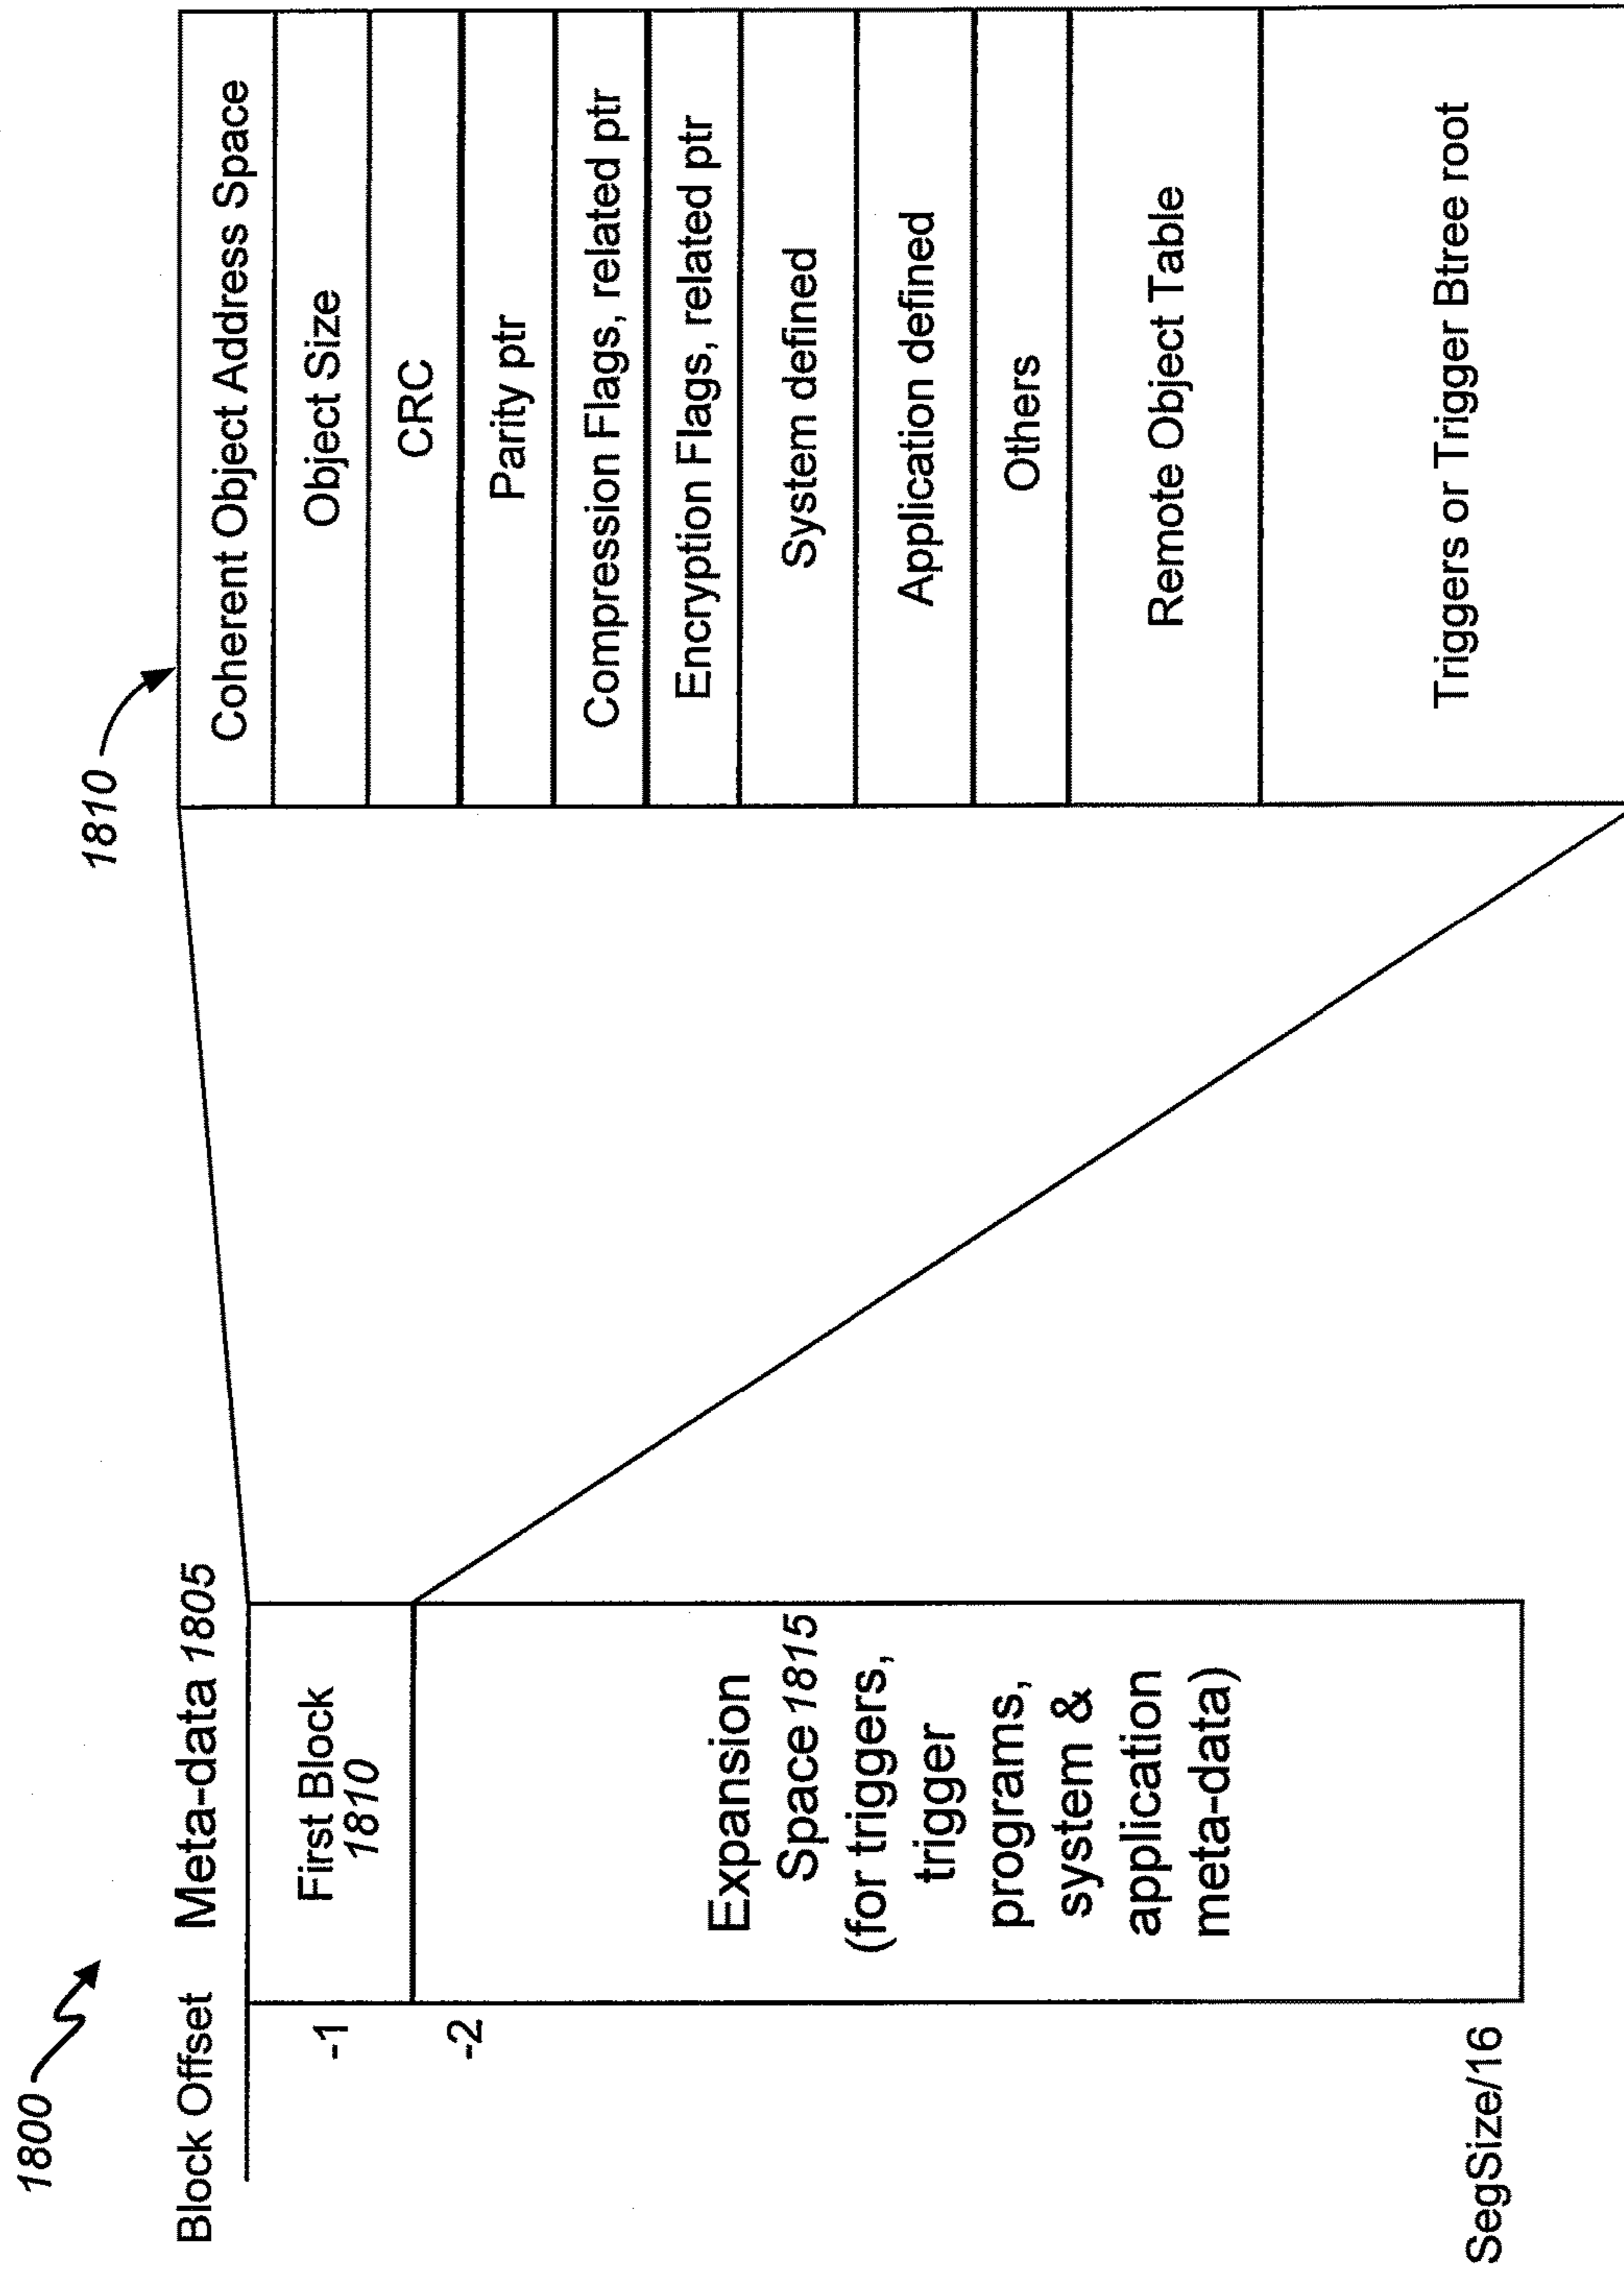 1800
Block Offset
Meta-data 1805
-1
First Block
1810
-2
Expansion
Space 1815
(for triggers,
trigger
programs,
system &
application
meta-data)
SegSize/16
1810
Coherent Object Address Space
Object Size
CRC
Parity ptr
Compression Flags, related ptr
Encryption Flags, related ptr
System defined
Application defined
Others
Remote Object Table
Triggers or Trigger Btree root